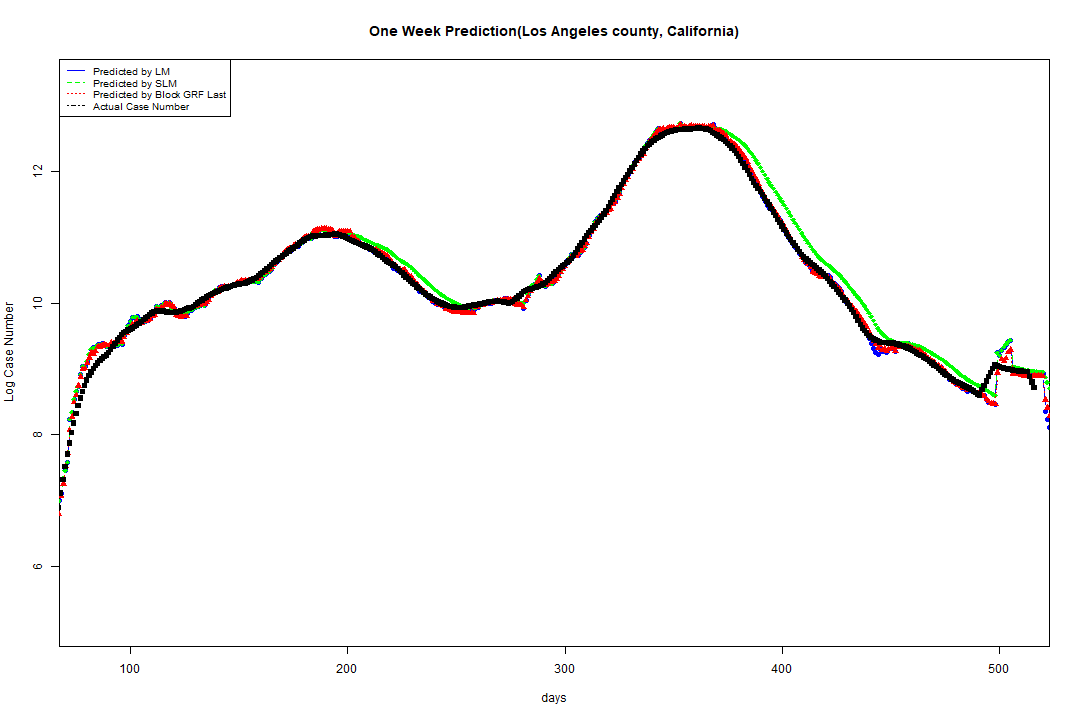 One Week Prediction(Los Angeles county, California)
Predicted by LM
Predicted by SLM
Predicted by Block GRF Last
Actual Case Number
12
10
8
6
Log Case Number
100 200 300 400 500
days